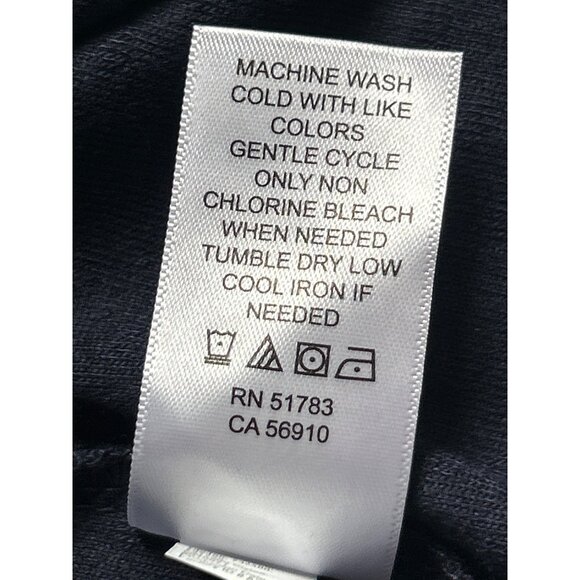 MACHINE WASH
COLD WITH LIKE
COLORS
GENTLE CYCLE
ONLY NON
CHLORINE BLEACH
WHEN NEEDED
TUMBLE DRY LOW
COOL IRON IF
NEEDED
RN 51783
CA 56910